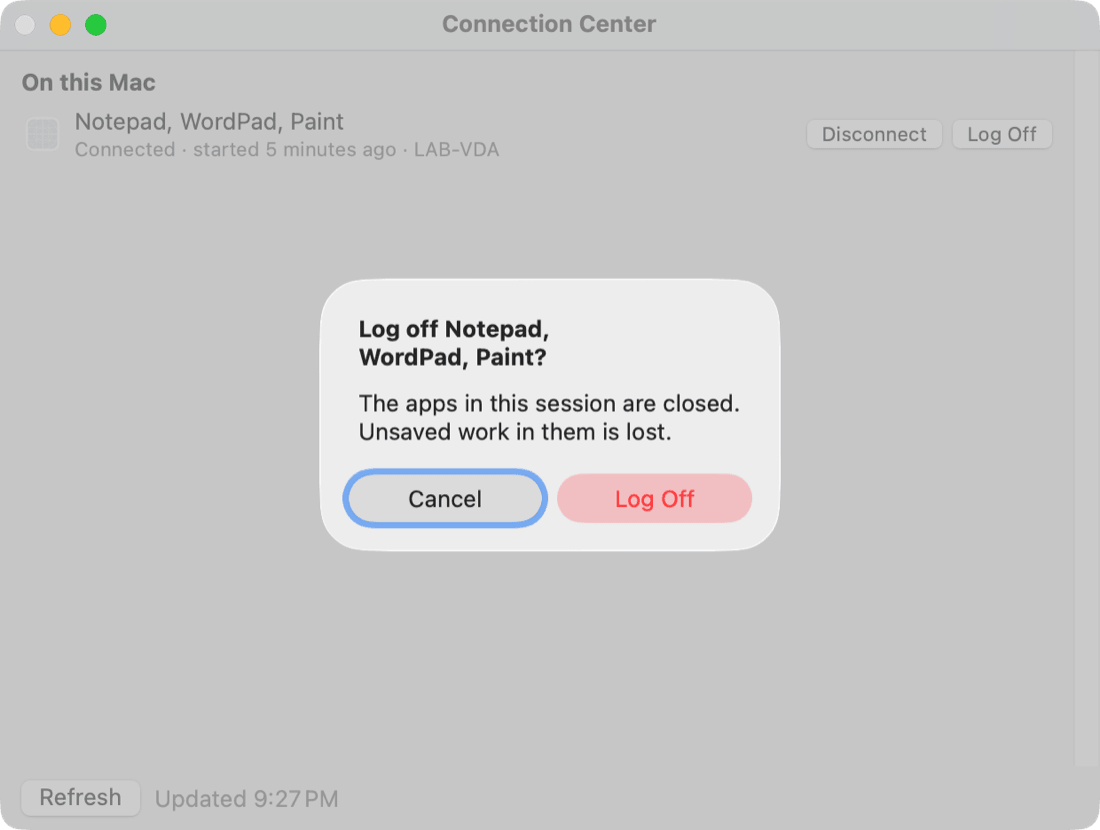 Connection Center
On this Mac
Notepad, WordPad, Paint
Connected · started 5 minutes ago · LAB-VDA
Disconnect
Log Off
Log off Notepad,
WordPad, Paint?
The apps in this session are closed.
Unsaved work in them is lost.
Cancel
Log Off
Refresh
Updated 9:27 PM